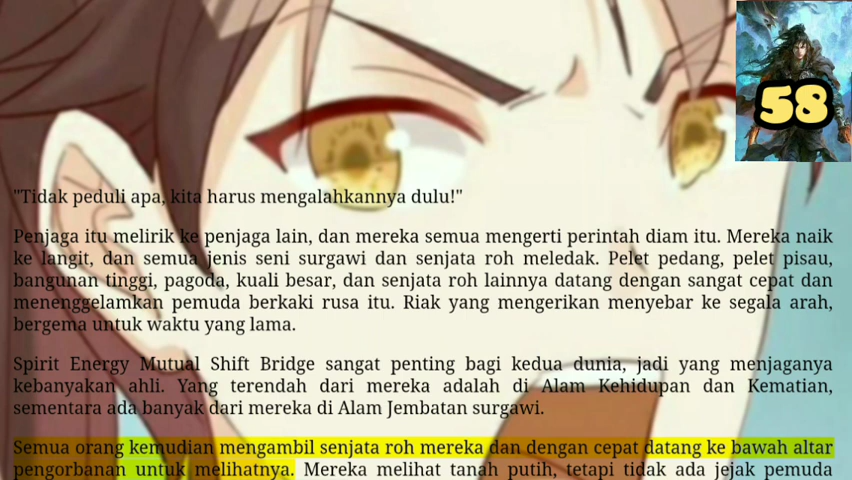 58
"Tidak peduli apa, kita harus mengalahkannya dulu!"
Penjaga itu melirik ke penjaga lain, dan mereka semua mengerti perintah diam itu. Mereka naik
ke langit, dan semua jenis seni surgawi dan senjata roh meledak. Pelet pedang, pelet pisau,
bangunan tinggi, pagoda, kuali besar, dan senjata roh lainnya datang dengan sangat cepat dan
menenggelamkan pemuda berkaki rusa itu. Riak yang mengerikan menyebar ke segala arah,
bergema untuk waktu yang lama.
Spirit Energy Mutual Shift Bridge sangat penting bagi kedua dunia, jadi yang menjaganya
kebanyakan ahli. Yang terendah dari mereka adalah di Alam Kehidupan dan Kematian,
sementara ada banyak dari mereka di Alam Jembatan surgawi.
Semua orang kemudian mengambil senjata roh mereka dan dengan cepat datang ke bawah altar
pengorbanan untuk melihatnya. Mereka melihat tanah putih, tetapi tidak ada jejak pemuda